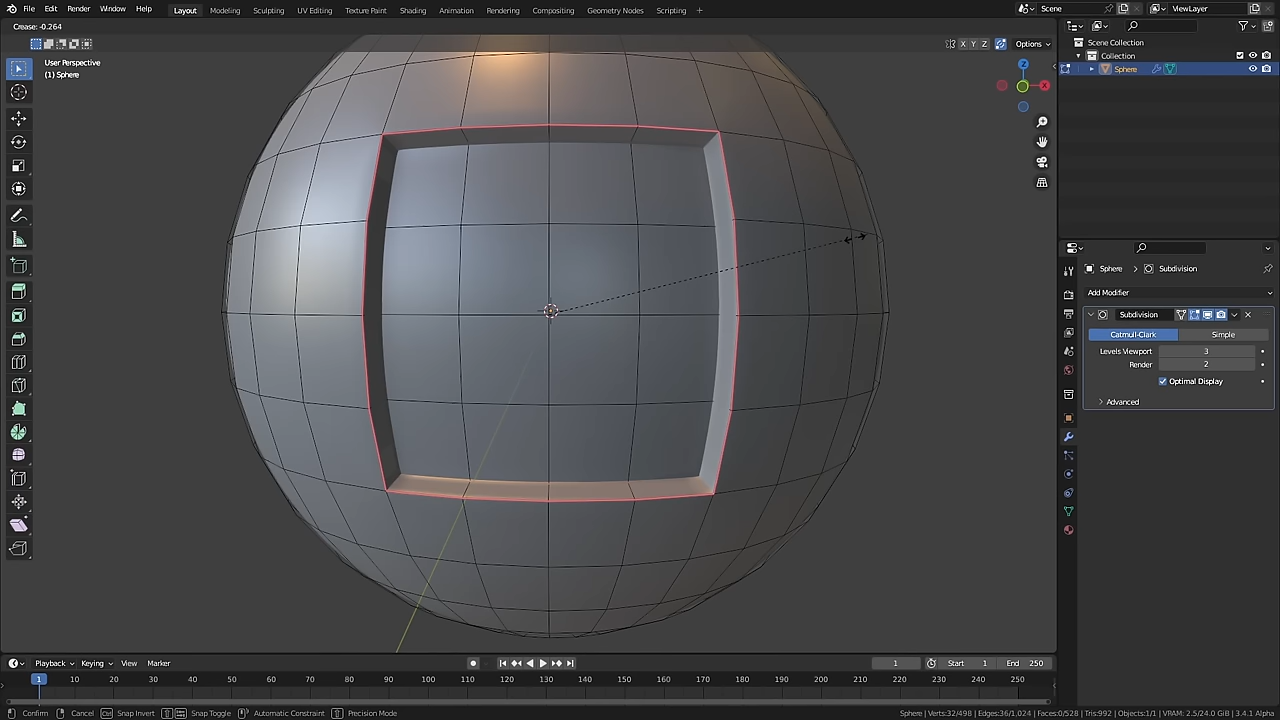 File Edit Render Window Help Layout Modeling Sculpting UV Editing Texture Paint Shading Animation Rendering Compositing Geometry Nodes Scripting + Scene ViewLayer
Crease: -0.264
X Y Z Options
User Perspective
(1) Sphere
Z
X
Scene Collection
Collection
Sphere
Sphere > Subdivision
Add Modifier
Subdivision
Catmull-Clark Simple
Levels Viewport 3
Render 2
Optimal Display
Advanced
Playback Keying View Marker 1 Start 1 End 250
1 10 20 30 40 50 60 70 80 90 100 110 120 130 140 150 160 170 180 190 200 210 220 230 240 250
Confirm Cancel Snap Invert Snap Toggle Automatic Constraint Precision Mode Sphere | Verts:32/498 | Edges:36/1,024 | Faces:0/528 | Tris:992 | Objects:1/1 | VRAM: 2.5/24.0 GiB | 3.4.1 Alpha